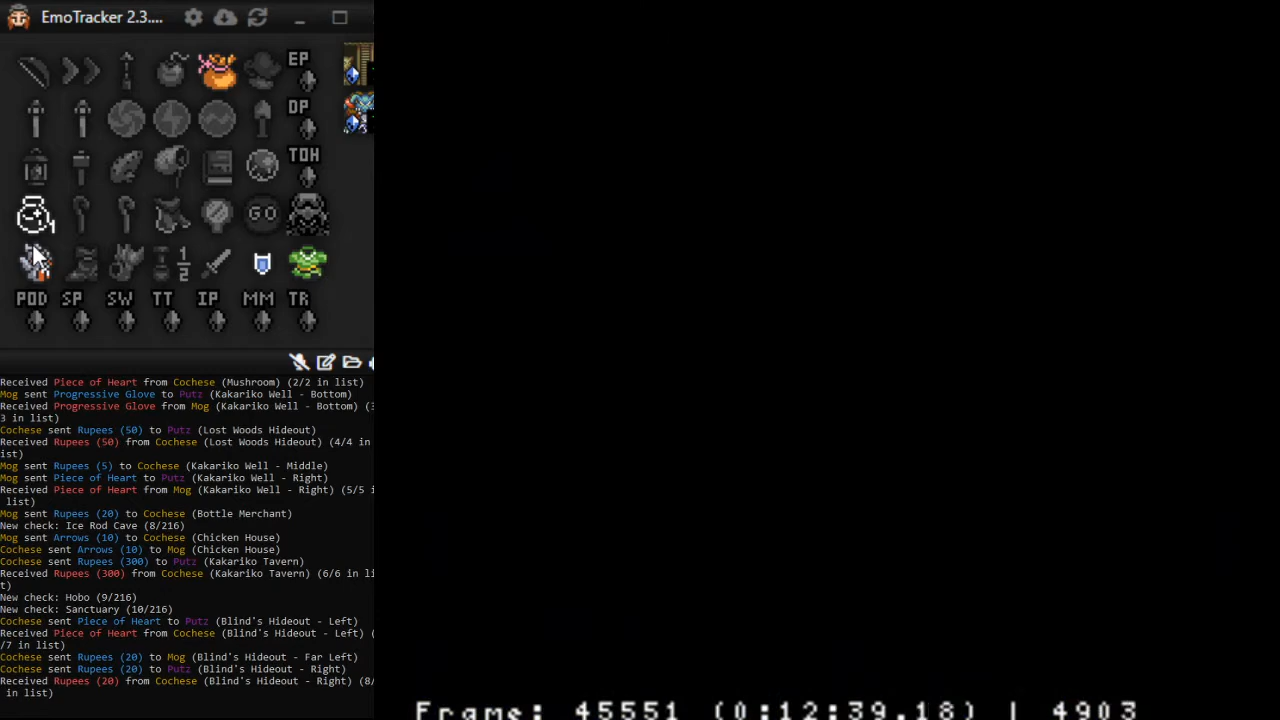 EmoTracker 2.3....
EP
DP
TOH
1
GO
1/2
POD SP SW TT IP MM TR
Received Piece of Heart from Cochese (Mushroom) (2/2 in list)
Mog sent Progressive Glove to Putz (Kakariko Well - Bottom)
Received Progressive Glove from Mog (Kakariko Well - Bottom) (3
3 in list)
Cochese sent Rupees (50) to Putz (Lost Woods Hideout)
Received Rupees (50) from Cochese (Lost Woods Hideout) (4/4 in
ist)
Mog sent Rupees (5) to Cochese (Kakariko Well - Middle)
Mog sent Piece of Heart to Putz (Kakariko Well - Right)
Received Piece of Heart from Mog (Kakariko Well - Right) (5/5 i
list)
Mog sent Rupees (20) to Cochese (Bottle Merchant)
New check: Ice Rod Cave (8/216)
Mog sent Arrows (10) to Cochese (Chicken House)
Cochese sent Arrows (10) to Mog (Chicken House)
Cochese sent Rupees (300) to Putz (Kakariko Tavern)
Received Rupees (300) from Cochese (Kakariko Tavern) (6/6 in li
t)
New check: Hobo (9/216)
New check: Sanctuary (10/216)
Cochese sent Piece of Heart to Putz (Blind's Hideout - Left)
Received Piece of Heart from Cochese (Blind's Hideout - Left) (
/7 in list)
Cochese sent Rupees (20) to Mog (Blind's Hideout - Far Left)
Cochese sent Rupees (20) to Putz (Blind's Hideout - Right)
Received Rupees (20) from Cochese (Blind's Hideout - Right) (8/
in list)
Frame: 45551 (0:12:39.18) | 4903